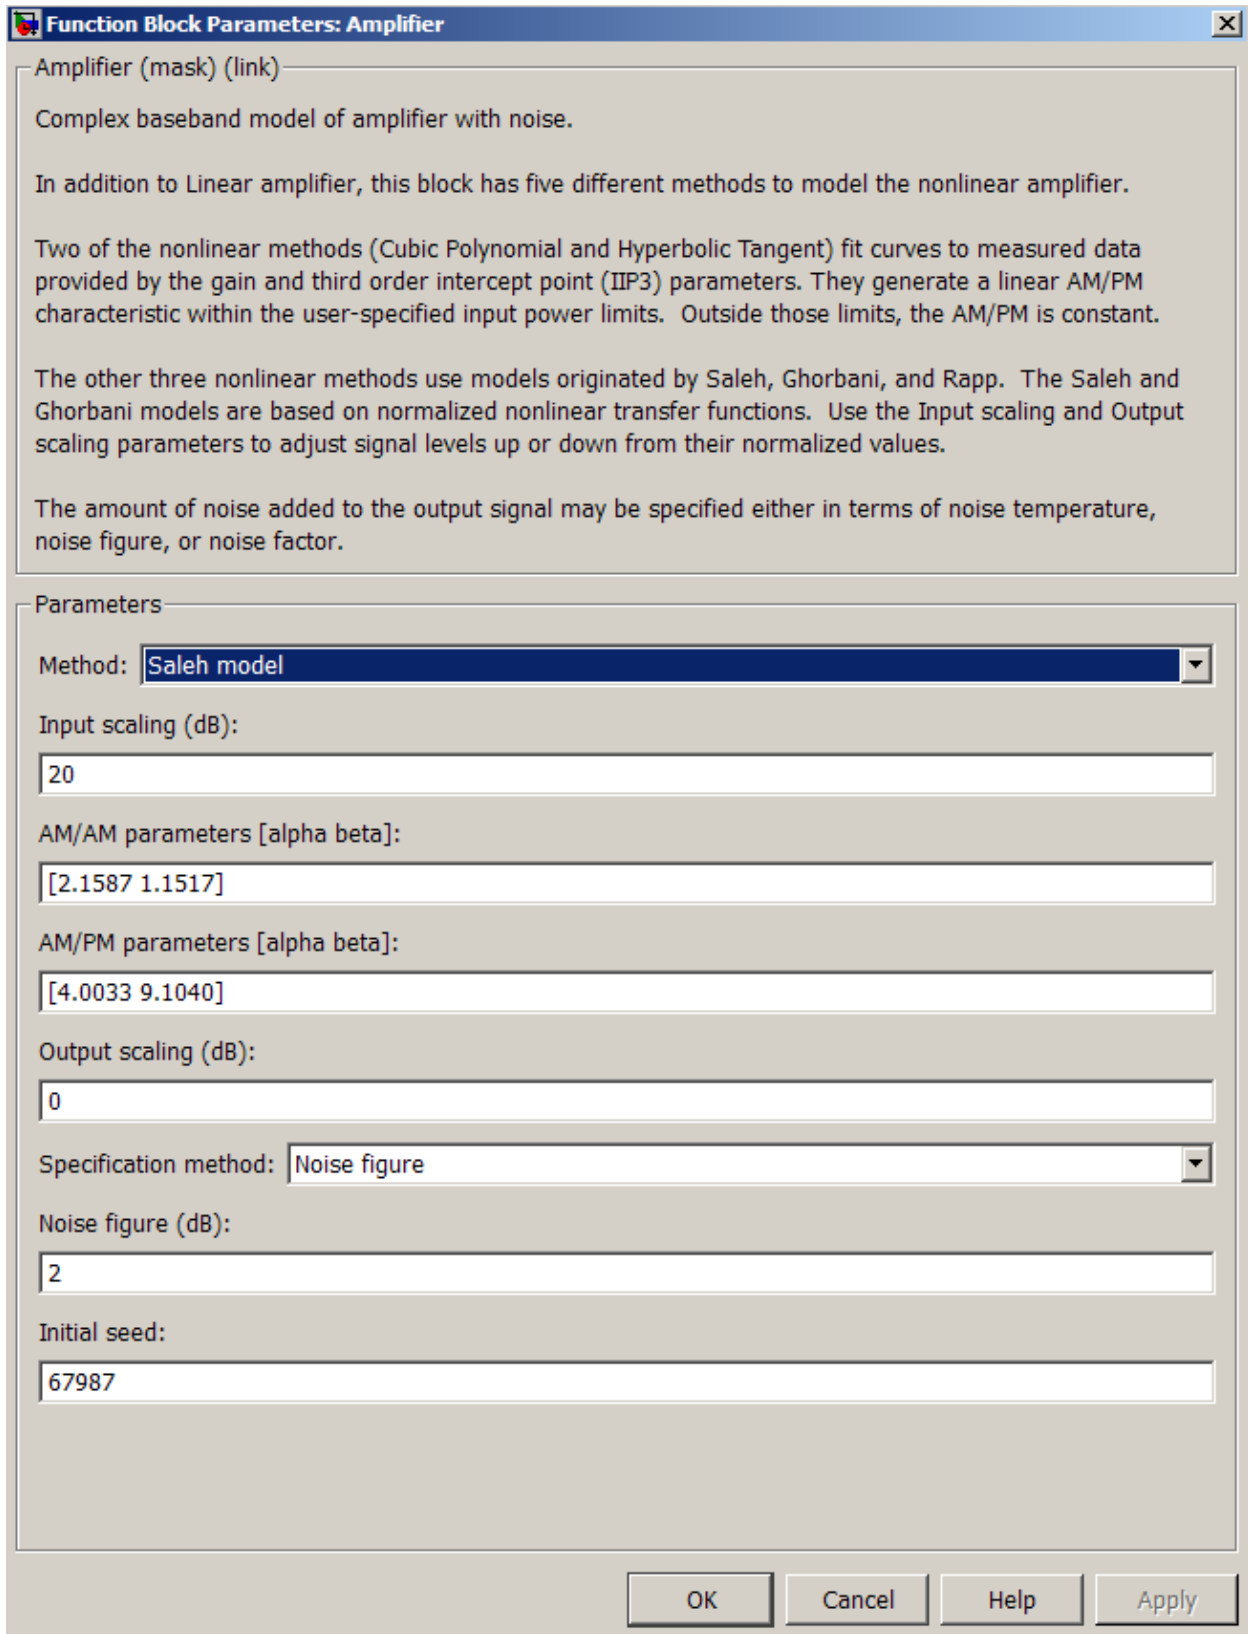 Function Block Parameters: Amplifier
Amplifier (mask) (link)
Complex baseband model of amplifier with noise.
In addition to Linear amplifier, this block has five different methods to model the nonlinear amplifier.
Two of the nonlinear methods (Cubic Polynomial and Hyperbolic Tangent) fit curves to measured data
provided by the gain and third order intercept point (IIP3) parameters. They generate a linear AM/PM
characteristic within the user-specified input power limits.  Outside those limits, the AM/PM is constant.
The other three nonlinear methods use models originated by Saleh, Ghorbani, and Rapp.  The Saleh and
Ghorbani models are based on normalized nonlinear transfer functions.  Use the Input scaling and Output
scaling parameters to adjust signal levels up or down from their normalized values.
The amount of noise added to the output signal may be specified either in terms of noise temperature,
noise figure, or noise factor.
Parameters
Method: Saleh model
Input scaling (dB):
20
AM/AM parameters [alpha beta]:
[2.1587 1.1517]
AM/PM parameters [alpha beta]:
[4.0033 9.1040]
Output scaling (dB):
0
Specification method: Noise figure
Noise figure (dB):
2
Initial seed:
67987
OK Cancel Help Apply